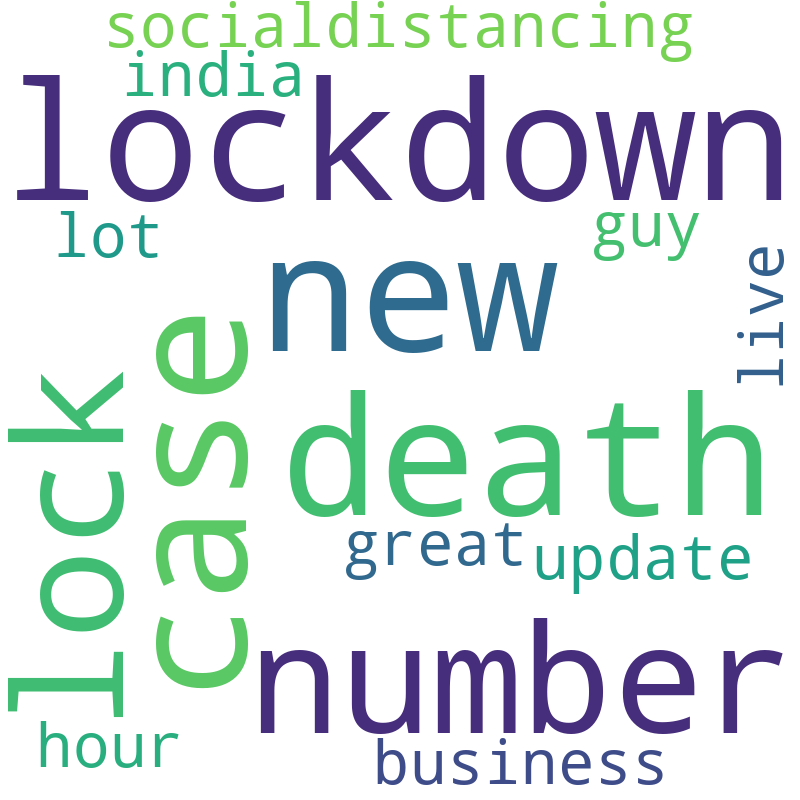 socialdistancing
india
lockdown
lot
guy
new
live
lock
case
death
great
update
number
hour
business